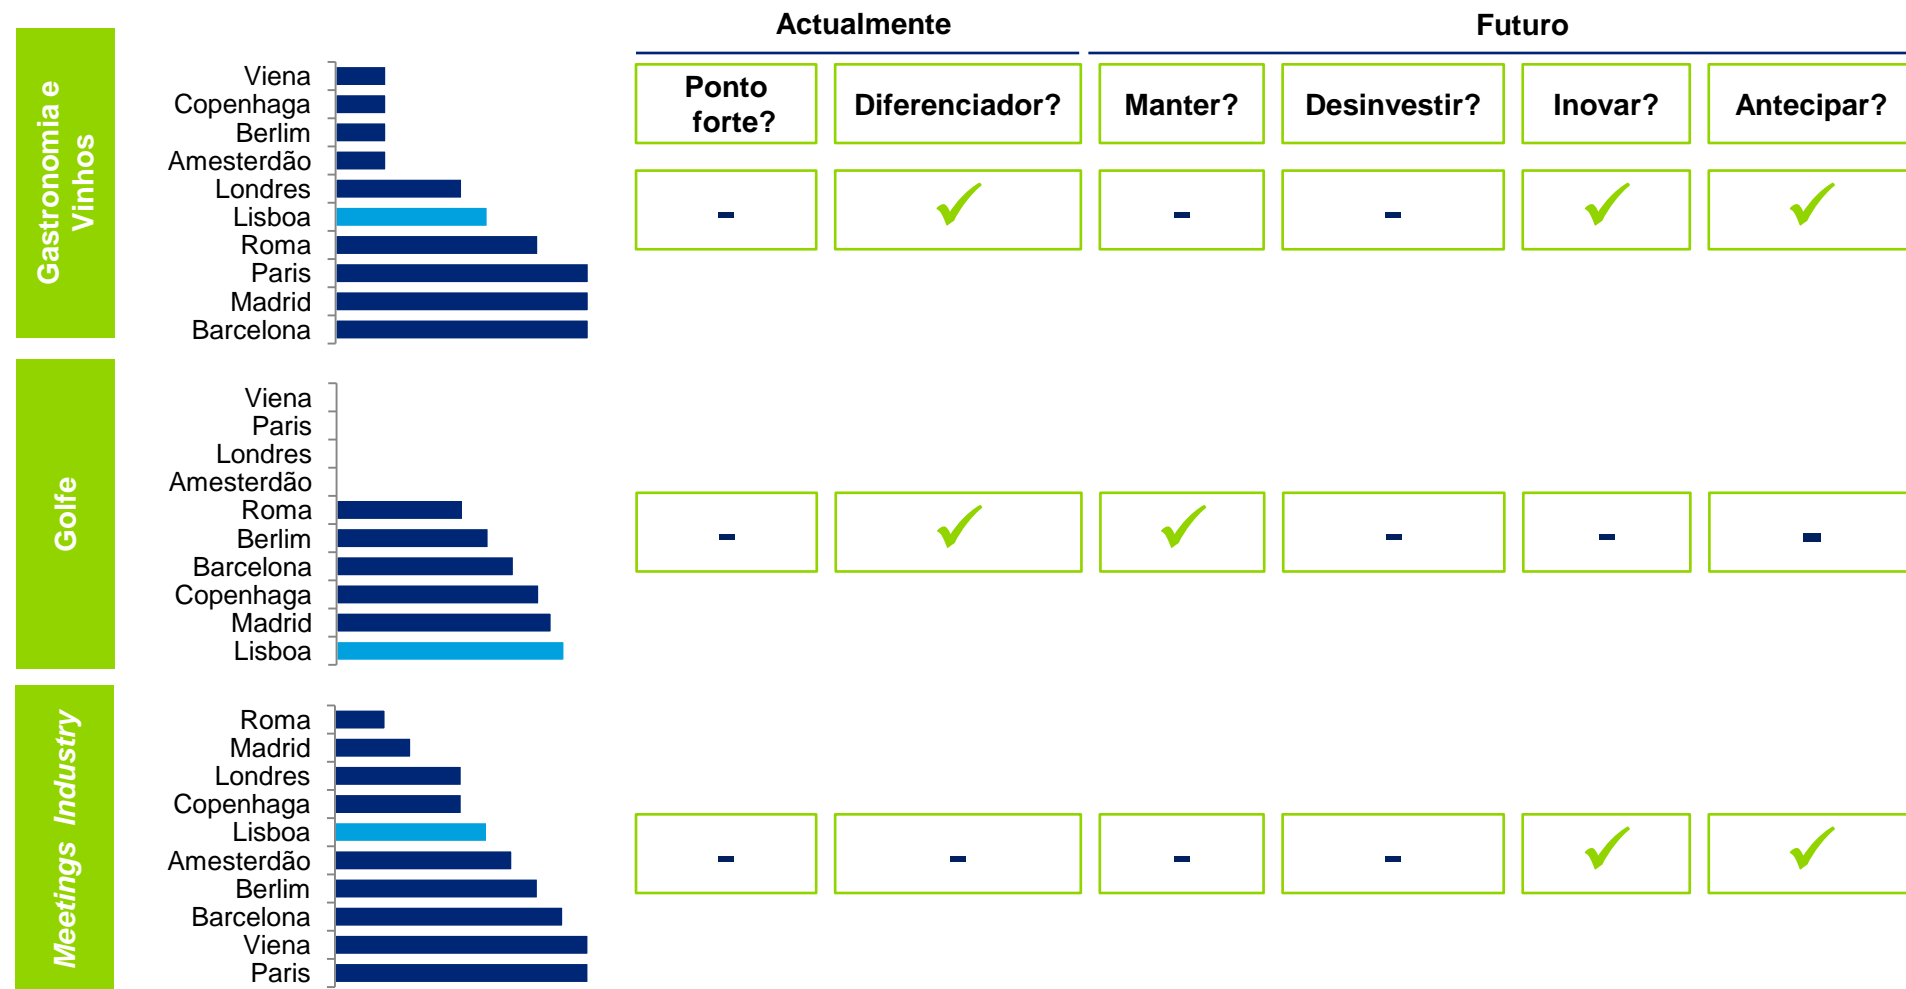 Actualmente
Futuro
Ponto
forte?
Diferenciador?
Manter?
Desinvestir?
Inovar?
Antecipar?
Gastronomia e
Vinhos
Viena
Copenhaga
Berlim
Amesterdão
Londres
Lisboa
Roma
Paris
Madrid
Barcelona
- ✓ - - ✓ ✓
Golfe
Viena
Paris
Londres
Amesterdão
Roma
Berlim
Barcelona
Copenhaga
Madrid
Lisboa
- ✓ ✓ - - -
Meetings Industry
Roma
Madrid
Londres
Copenhaga
Lisboa
Amesterdão
Berlim
Barcelona
Viena
Paris
- - - - ✓ ✓